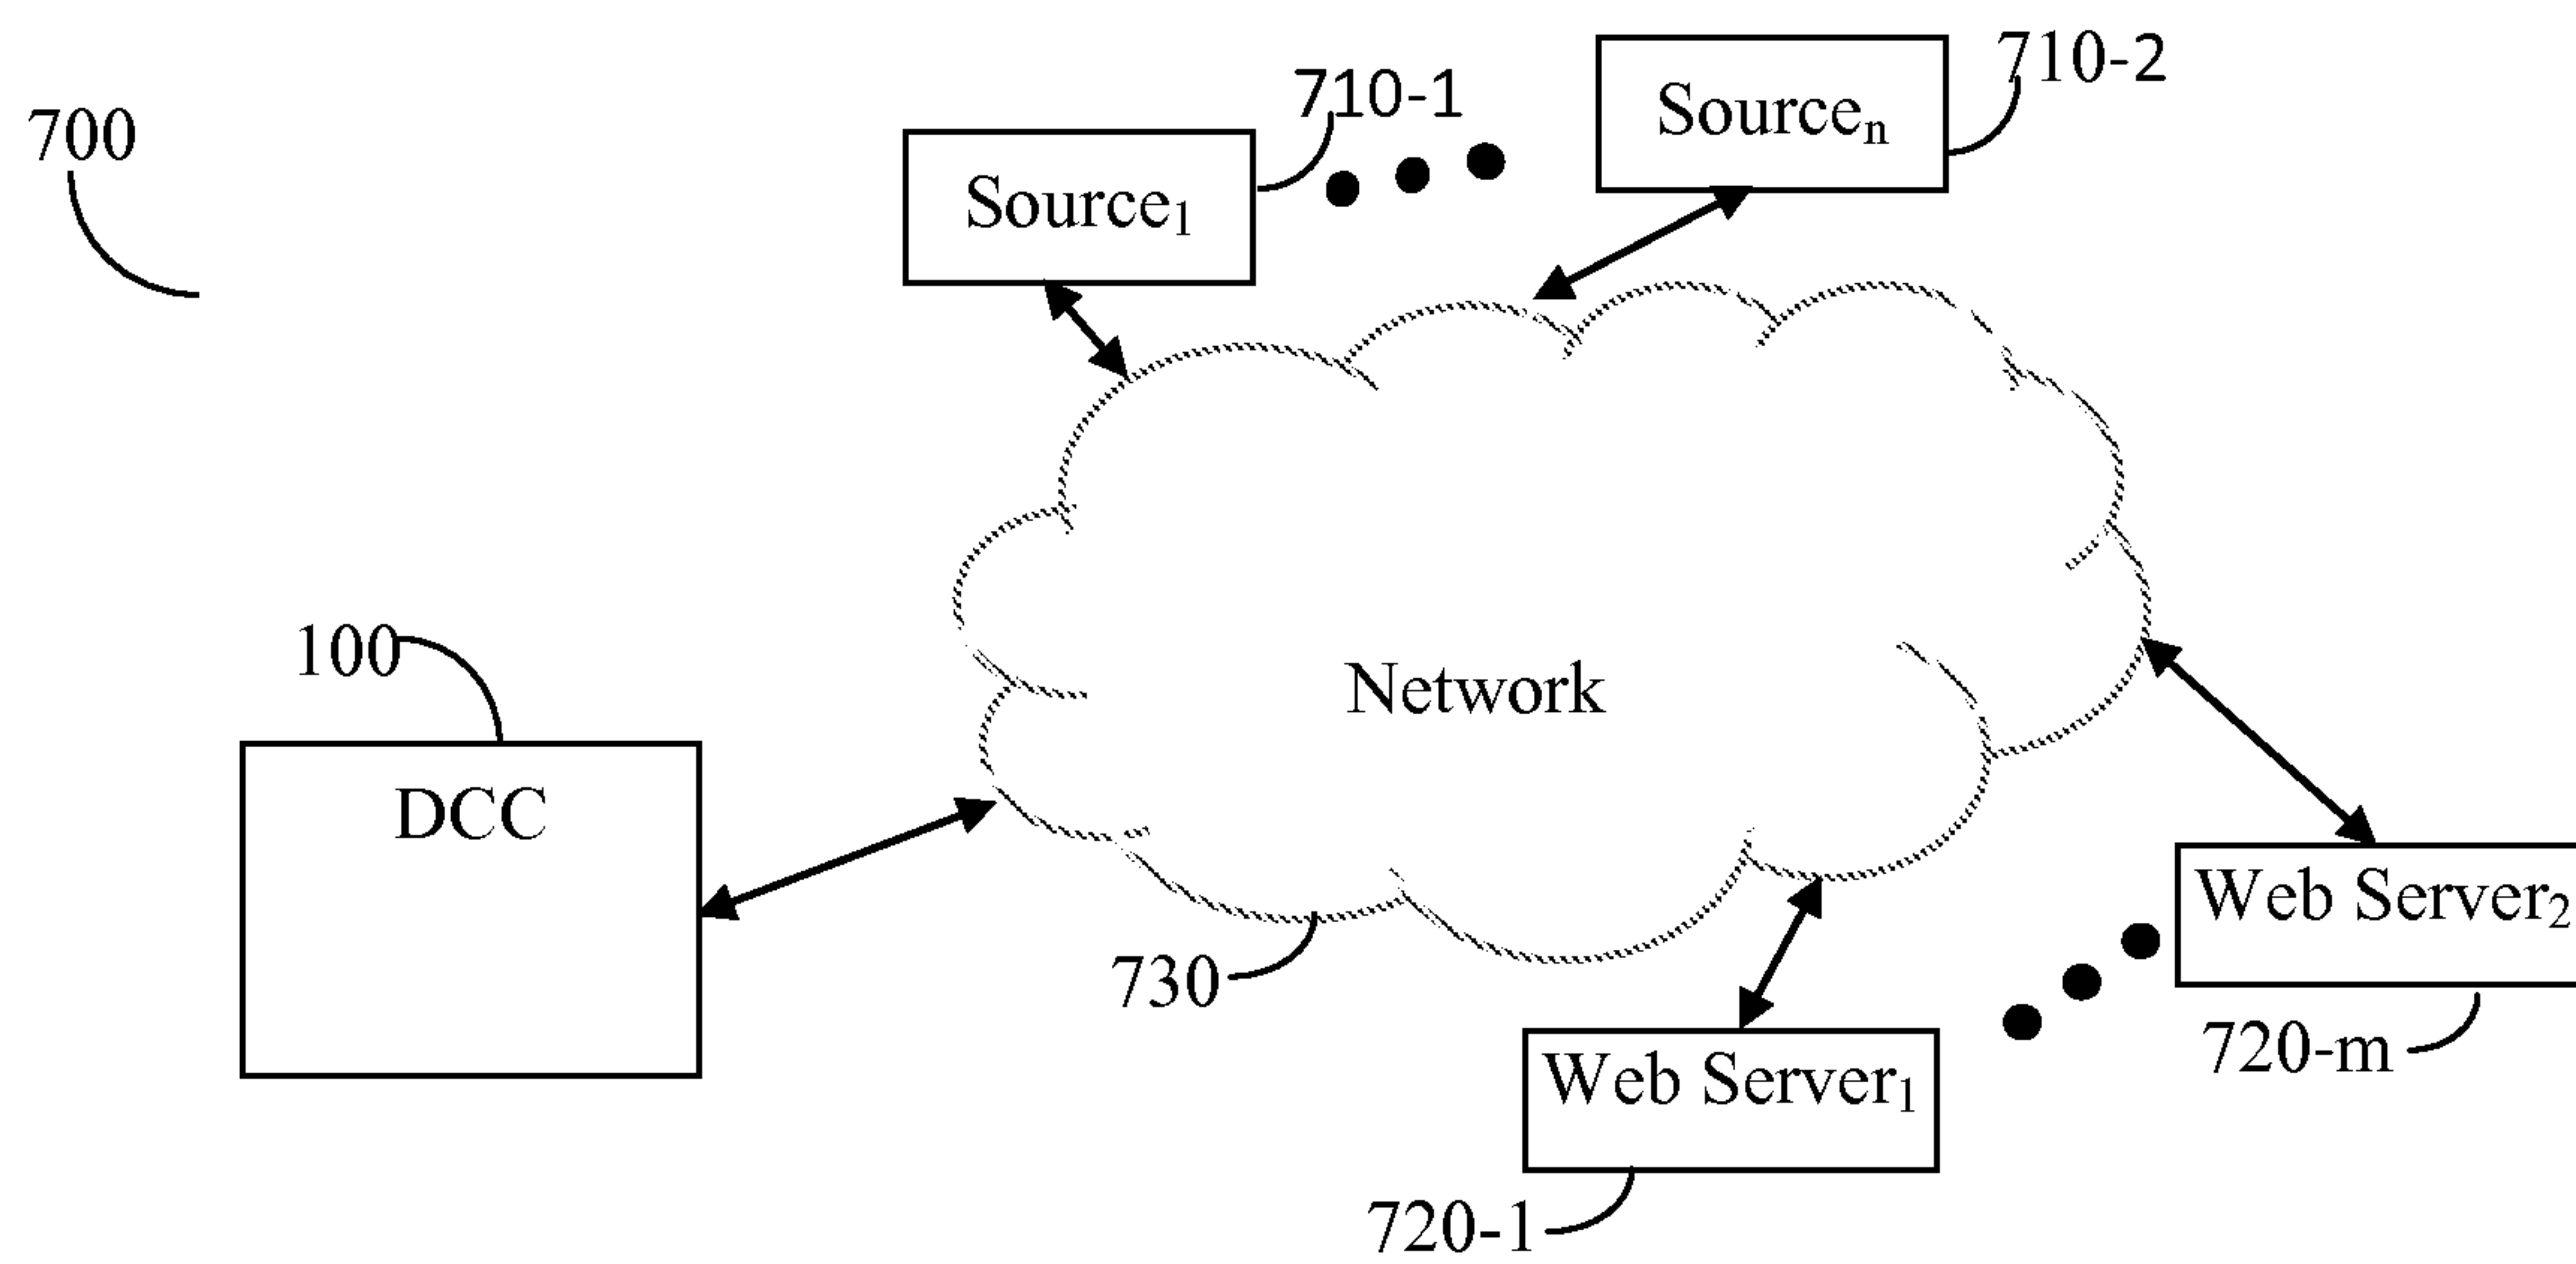 700
710-1
710-2
Source1
Sourcen
100
DCC
Network
730
Web Server1
720-1
Web Server2
720-m